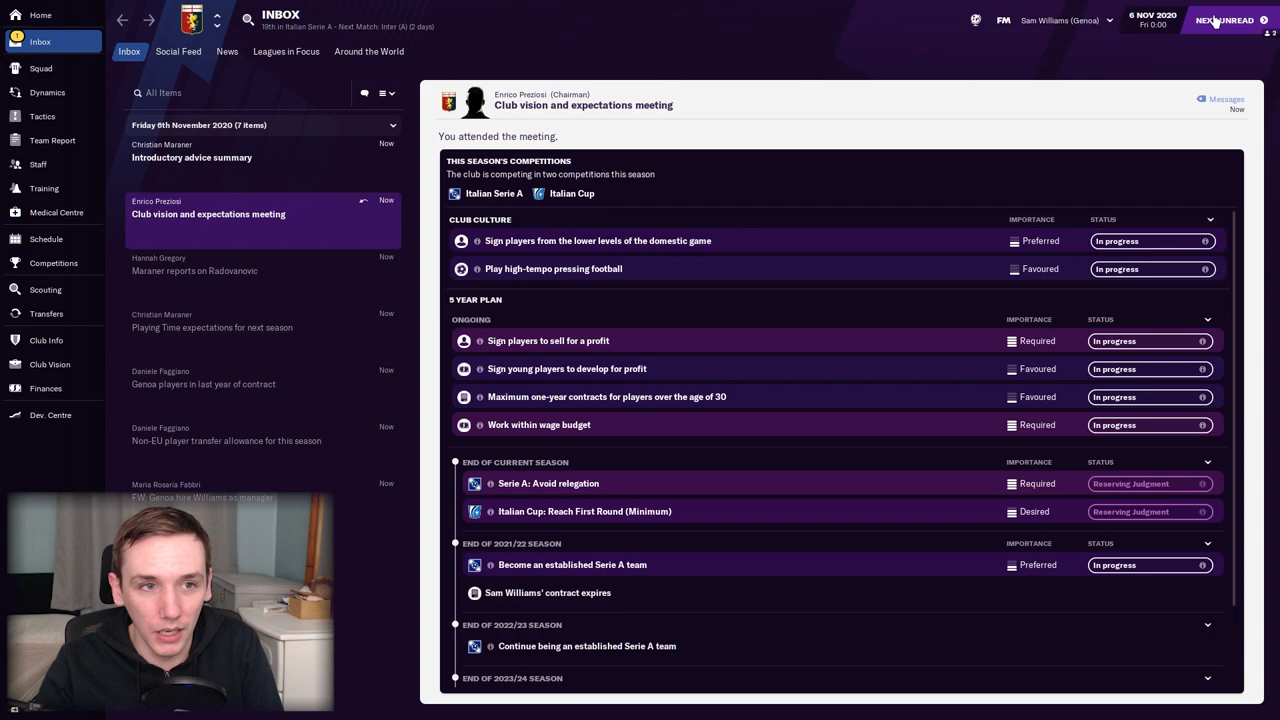 Home
Inbox
1
Squad
Dynamics
Tactics
Team Report
Staff
Training
Medical Centre
Schedule
Competitions
Scouting
Transfers
Club Info
Club Vision
Finances
Dev. Centre
INBOX
19th in Italian Serie A - Next Match: Inter (A) (2 days)
FM
Sam Williams (Genoa)
6 NOV 2020
Fri 0:00
NEXT UNREAD
2
Inbox
Social Feed
News
Leagues in Focus
Around the World
All Items
Friday 6th November 2020 (7 items)
Christian Maraner
Now
Introductory advice summary
Enrico Preziosi
Now
Club vision and expectations meeting
Hannah Gregory
Now
Maraner reports on Radovanovic
Christian Maraner
Now
Playing Time expectations for next season
Daniele Faggiano
Now
Genoa players in last year of contract
Daniele Faggiano
Now
Non-EU player transfer allowance for this season
Maria Rosaria Fabbri
Now
FW: Genoa hire Williams as manager
Enrico Preziosi (Chairman)
Club vision and expectations meeting
Messages
Now
You attended the meeting.
THIS SEASON'S COMPETITIONS
The club is competing in two competitions this season
Italian Serie A
Italian Cup
CLUB CULTURE
IMPORTANCE
STATUS
Sign players from the lower levels of the domestic game
Preferred
In progress
Play high-tempo pressing football
Favoured
In progress
5 YEAR PLAN
ONGOING
IMPORTANCE
STATUS
Sign players to sell for a profit
Required
In progress
Sign young players to develop for profit
Favoured
In progress
Maximum one-year contracts for players over the age of 30
Favoured
In progress
Work within wage budget
Required
In progress
END OF CURRENT SEASON
IMPORTANCE
STATUS
Serie A: Avoid relegation
Required
Reserving Judgment
Italian Cup: Reach First Round (Minimum)
Desired
Reserving Judgment
END OF 2021/22 SEASON
IMPORTANCE
STATUS
Become an established Serie A team
Preferred
In progress
Sam Williams' contract expires
END OF 2022/23 SEASON
Continue being an established Serie A team
END OF 2023/24 SEASON